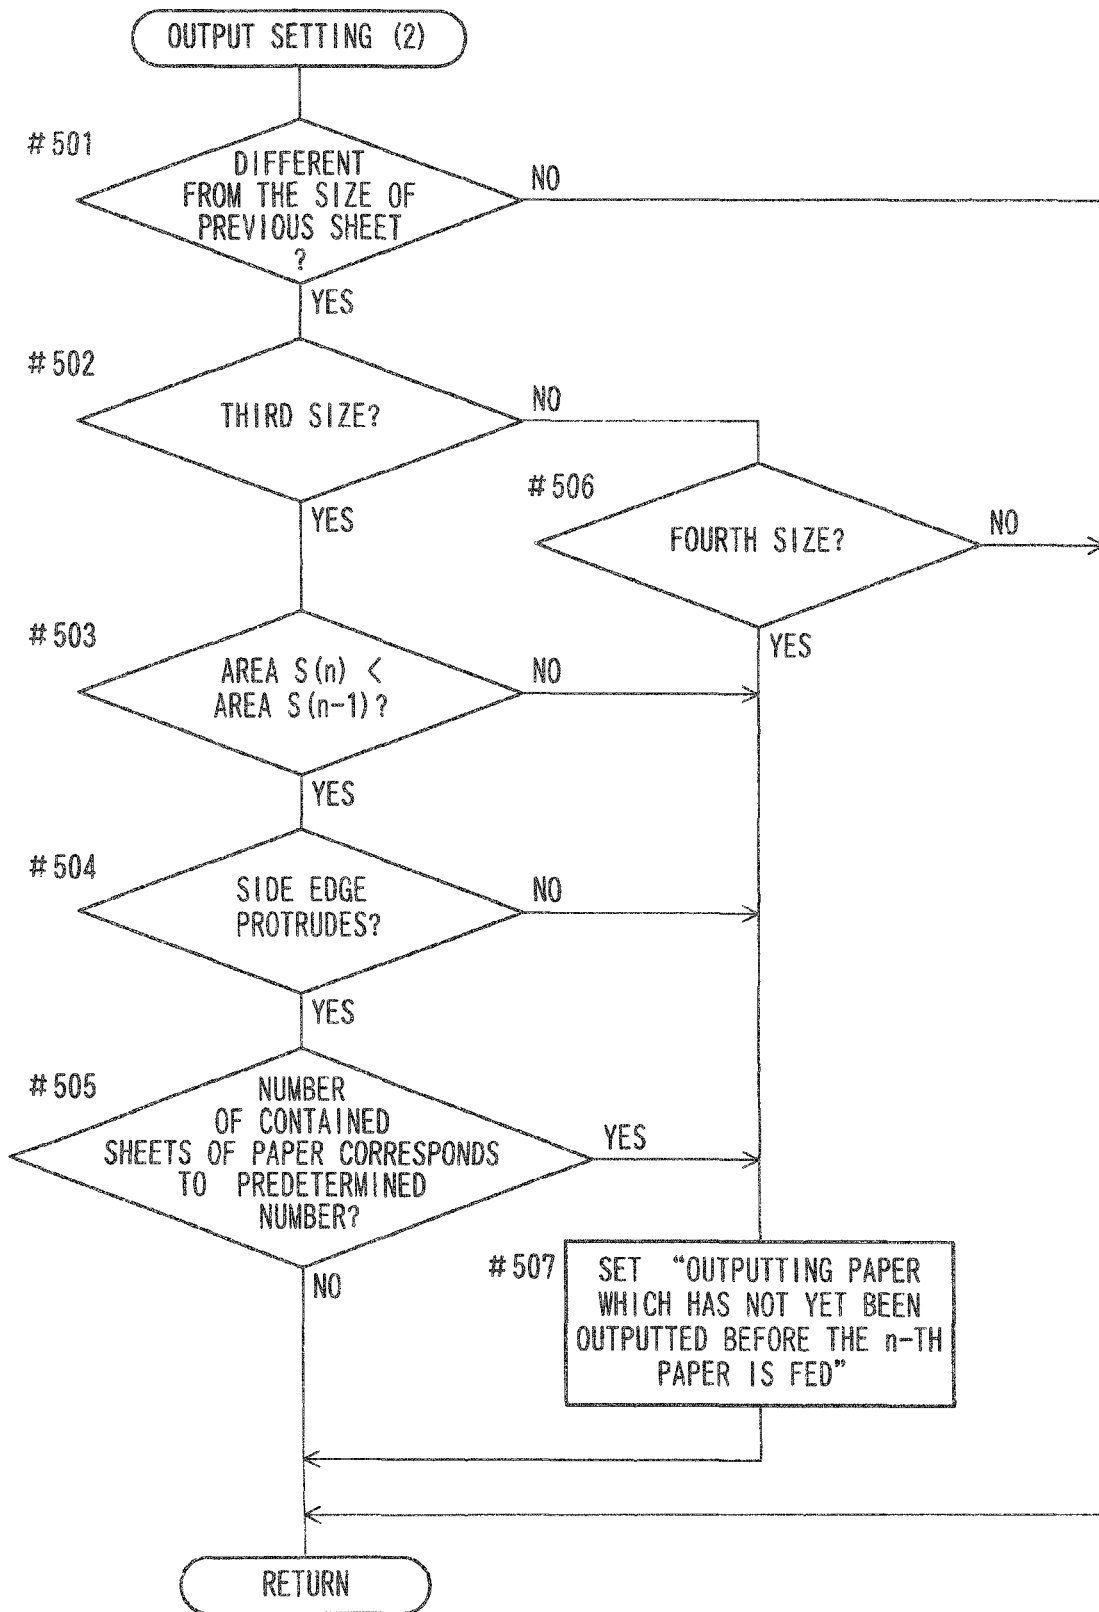 OUTPUT SETTING (2)
#501
DIFFERENT
FROM THE SIZE OF
PREVIOUS SHEET
?
NO
YES
#502
THIRD SIZE?
NO
YES
#506
FOURTH SIZE?
NO
YES
#503
AREA S(n) <
AREA S(n-1)?
NO
YES
#504
SIDE EDGE
PROTRUDES?
NO
YES
#505
NUMBER
OF CONTAINED
SHEETS OF PAPER CORRESPONDS
TO PREDETERMINED
NUMBER?
YES
NO
#507
SET “OUTPUTTING PAPER
WHICH HAS NOT YET BEEN
OUTPUTTED BEFORE THE n-TH
PAPER IS FED”
RETURN